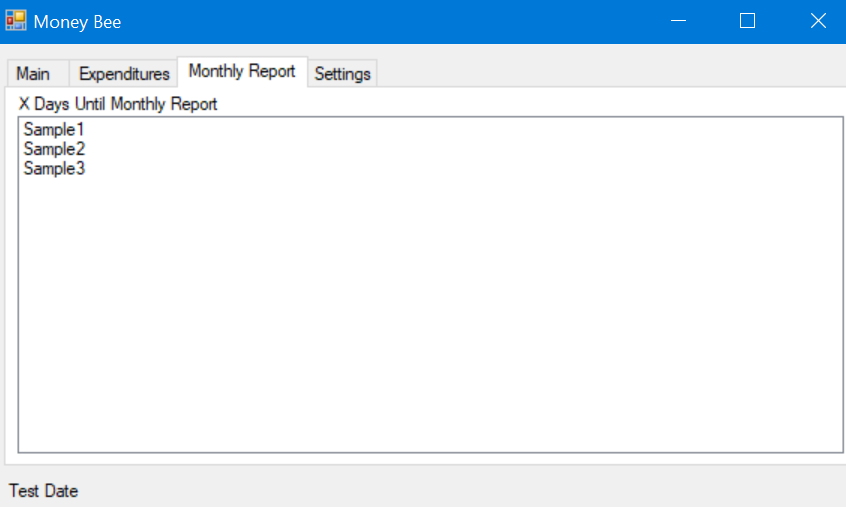 Money Bee
Main Expenditures Monthly Report Settings
X Days Until Monthly Report
Sample1
Sample2
Sample3
Test Date